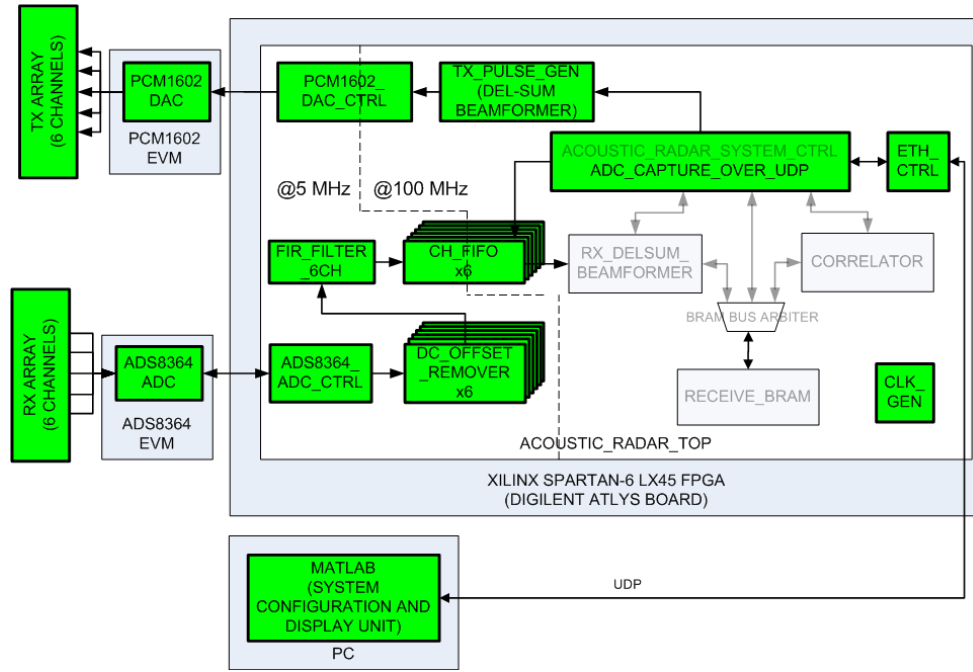 TX ARRAY
(6 CHANNELS)
PCM1602
DAC
PCM1602
EVM
PCM1602_
DAC_CTRL
TX_PULSE_GEN
(DEL-SUM
BEAMFORMER)
ACOUSTIC_RADAR_SYSTEM_CTRL
ADC_CAPTURE_OVER_UDP
ETH_
CTRL
@5 MHz
@100 MHz
FIR_FILTER
_6CH
CH_FIFO
x6
RX_DELSUM_
BEAMFORMER
CORRELATOR
BRAM BUS ARBITER
RX ARRAY
(6 CHANNELS)
ADS8364
ADC
ADS8364
EVM
ADS8364_
ADC_CTRL
DC_OFFSET
_REMOVER
x6
RECEIVE_BRAM
CLK_
GEN
ACOUSTIC_RADAR_TOP
XILINX SPARTAN-6 LX45 FPGA
(DIGILENT ATLYS BOARD)
MATLAB
(SYSTEM
CONFIGURATION AND
DISPLAY UNIT)
PC
UDP